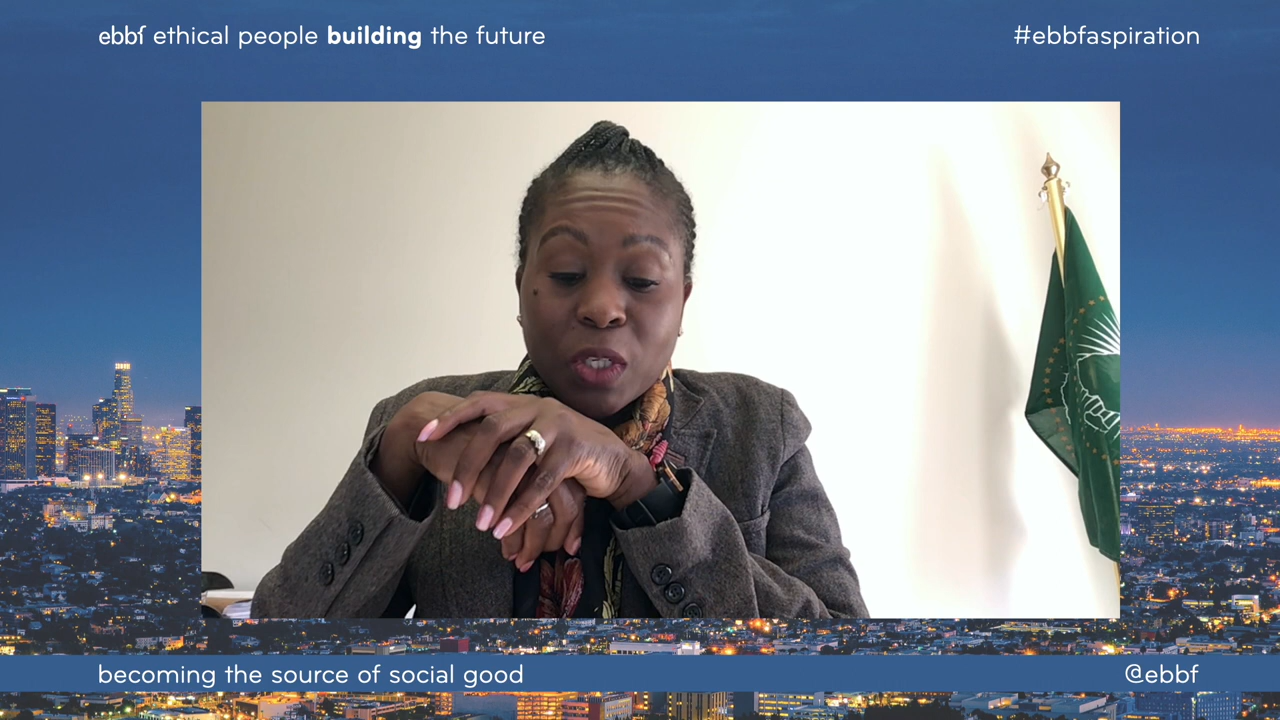 ebbf ethical people building the future
#ebbfaspiration
becoming the source of social good
@ebbf